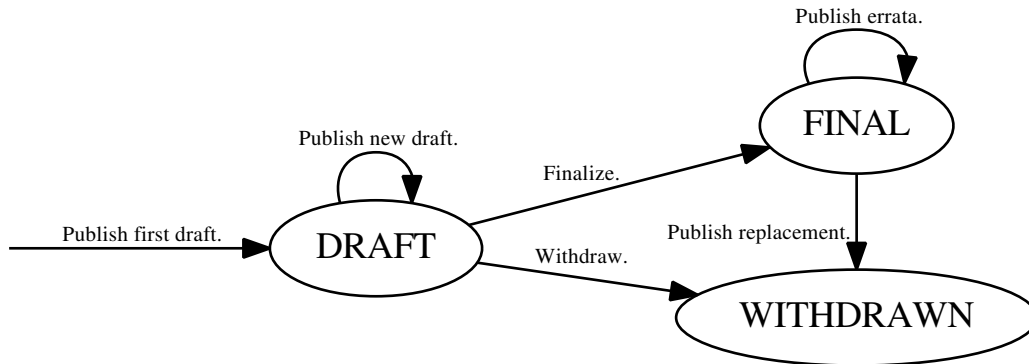 Publish errata.
FINAL
Publish new draft.
Finalize.
Publish first draft.
DRAFT
Publish replacement.
Withdraw.
WITHDRAWN